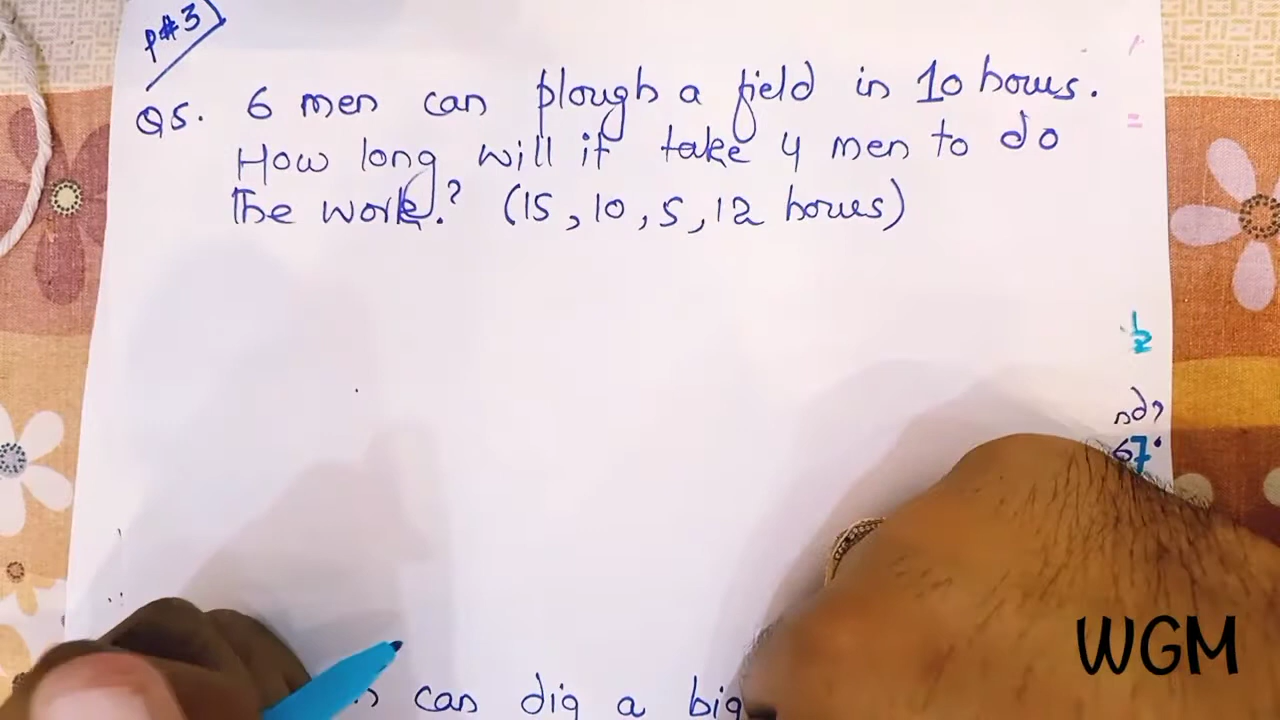 p#3
Q5. 6 men can plough a field in 10 hours.
How long will it take 4 men to do
the work.? (15, 10, 5, 12 hours)
can dig a big
WGM